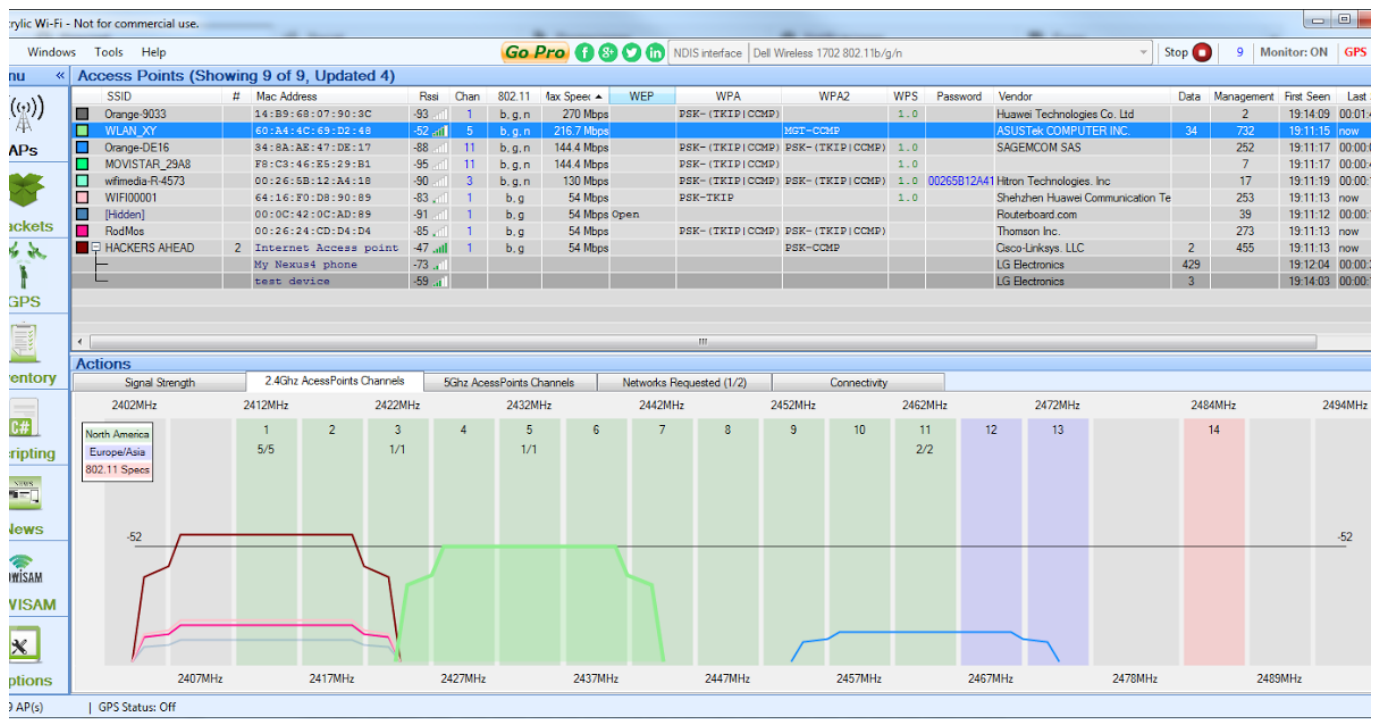 crylic Wi-Fi - Not for commercial use.
Windows Tools Help Go Pro NDIS interface Dell Wireless 1702 802.11b/g/n Stop 9 Monitor: ON GPS
nu « Access Points (Showing 9 of 9, Updated 4)
SSID # Mac Address Rssi Chan 802.11 Max Speed WEP WPA WPA2 WPS Password Vendor Data Management First Seen Last
Orange-9033 14:B9:68:07:90:3C -93 1 b, g, n 270 Mbps PSK-(TKIP|CCMP) 1.0 Huawei Technologies Co. Ltd 2 19:14:09 00:01:
WLAN_XY 60:A4:4C:69:D2:48 -52 5 b, g, n 216.7 Mbps MGT-CCMP ASUSTek COMPUTER INC. 34 732 19:11:15 now
Orange-DE16 34:8A:AE:47:DE:17 -88 11 b, g, n 144.4 Mbps PSK-(TKIP|CCMP) PSK-(TKIP|CCMP) 1.0 SAGEMCOM SAS 252 19:11:17 00:00:
MOVISTAR_29A8 F8:C3:46:E5:29:B1 -95 11 b, g, n 144.4 Mbps PSK-(TKIP|CCMP) 1.0 7 19:11:17 00:00:
wifimedia-R-4573 00:26:5B:12:A4:18 -90 3 b, g, n 130 Mbps PSK-(TKIP|CCMP) PSK-(TKIP|CCMP) 1.0 00265B12A41 Hitron Technologies. Inc 17 19:11:19 00:00:
WIFI00001 64:16:F0:D8:90:89 -83 1 b, g 54 Mbps PSK-TKIP 1.0 Shehzhen Huawei Communication Te 253 19:11:13 now
[Hidden] 00:0C:42:0C:AD:89 -91 1 b, g 54 Mbps Open Routerboard.com 39 19:11:12 00:00:
RodMos 00:26:24:CD:D4:D4 -85 1 b, g 54 Mbps PSK-(TKIP|CCMP) PSK-(TKIP|CCMP) Thomson Inc. 273 19:11:13 now
HACKERS AHEAD 2 Internet Access point -47 1 b, g 54 Mbps PSK-CCMP Cisco-Linksys. LLC 2 455 19:11:13 now
My Nexus4 phone -73 LG Electronics 429 19:12:04 00:00:
test device -59 LG Electronics 3 19:14:03 00:00:
Actions
Signal Strength 2.4Ghz AcessPoints Channels 5Ghz AcessPoints Channels Networks Requested (1/2) Connectivity
2402MHz 2412MHz 2422MHz 2432MHz 2442MHz 2452MHz 2462MHz 2472MHz 2484MHz 2494MHz
1 2 3 4 5 6 7 8 9 10 11 12 13 14
5/5 1/1 1/1 2/2
North America
Europe/Asia
802.11 Specs
-52 -52
2407MHz 2417MHz 2427MHz 2437MHz 2447MHz 2457MHz 2467MHz 2478MHz 2489MHz
APs
ackets
GPS
entory
C#
cripting
NEWS
News
WISAM
ptions
9 AP(s) | GPS Status: Off